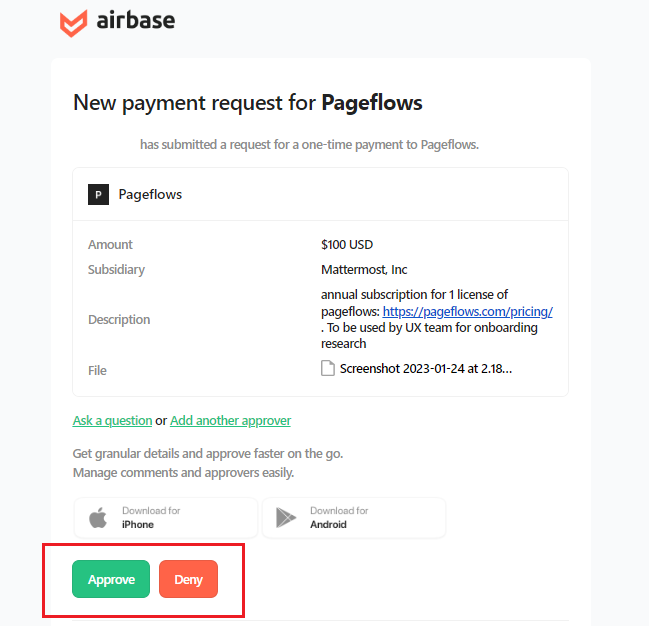 airbase
New payment request for Pageflows
has submitted a request for a one-time payment to Pageflows.
P Pageflows
Amount $100 USD
Subsidiary Mattermost, Inc
Description annual subscription for 1 license of
pageflows: https://pageflows.com/pricing/
. To be used by UX team for onboarding
research
File Screenshot 2023-01-24 at 2.18...
Ask a question or Add another approver
Get granular details and approve faster on the go.
Manage comments and approvers easily.
Download for Download for
iPhone Android
Approve Deny